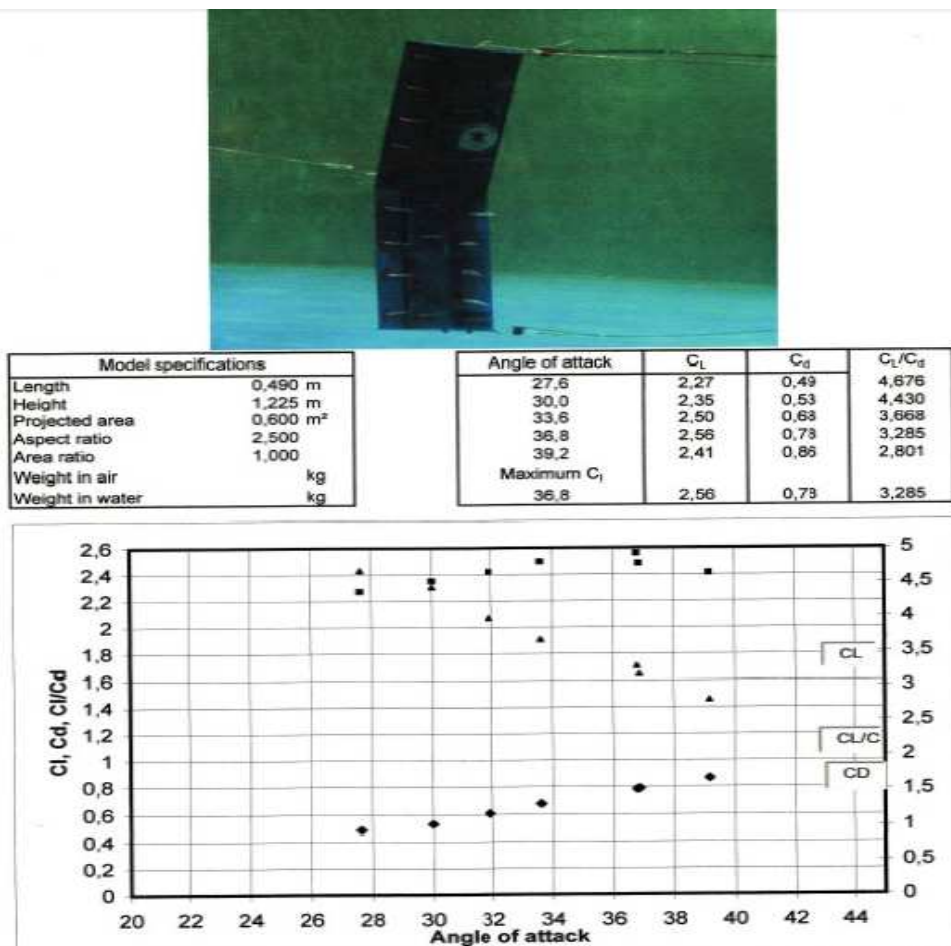 Model specifications
Length 0,490 m
Height 1,225 m
Projected area 0,600 m²
Aspect ratio 2,500
Area ratio 1,000
Weight in air kg
Weight in water kg
Angle of attack CL Cd CL/Cd
27,6 2,27 0,49 4,676
30,0 2,35 0,53 4,430
33,6 2,50 0,68 3,668
36,8 2,56 0,78 3,285
39,2 2,41 0,86 2,801
Maximum Cl
36,8 2,56 0,78 3,285
Cl, Cd, Cl/Cd
2,6
2,4
2,2
2
1,8
1,6
1,4
1,2
1
0,8
0,6
0,4
0,2
0
5
4,5
4
3,5
3
2,5
2
1,5
1
0,5
0
CL
CL/C
CD
20 22 24 26 28 30 32 34 36 38 40 42 44
Angle of attack